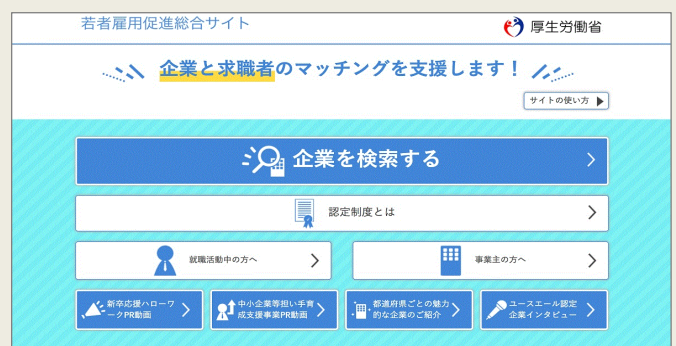 若者雇用促進総合サイト
厚生労働省
企業と求職者のマッチングを支援します！
サイトの使い方 ▶
企業を検索する
認定制度とは
就職活動中の方へ
事業主の方へ
新卒応援ハローワ
ークPR動画
中小企業等担い手育
成支援事業PR動画
都道府県ごとの魅力
的な企業のご紹介
ユースエール認定
企業インタビュー